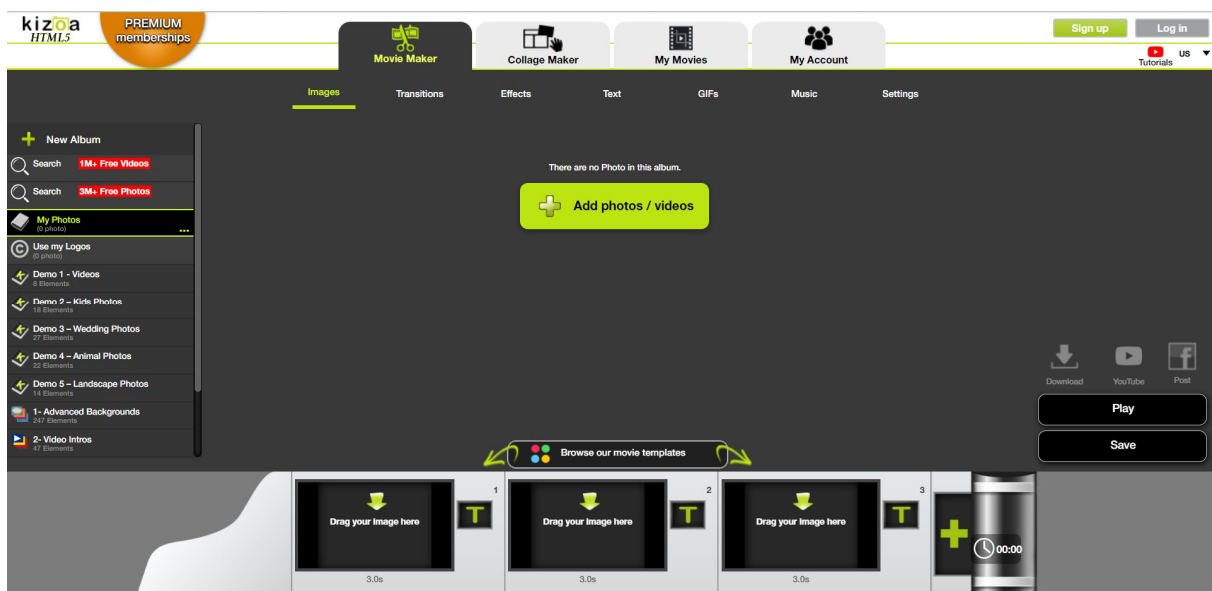 kizoa
HTML5
PREMIUM
memberships
Movie Maker
Collage Maker
My Movies
My Account
Sign up
Log in
Tutorials
US
Images
Transitions
Effects
Text
GIFs
Music
Settings
New Album
Search 1M+ Free Videos
Search 3M+ Free Photos
My Photos
(0 photo)
...
Use my Logos
(0 photo)
Demo 1 - Videos
8 Elements
Demo 2 – Kids Photos
18 Elements
Demo 3 – Wedding Photos
27 Elements
Demo 4 – Animal Photos
22 Elements
Demo 5 – Landscape Photos
14 Elements
1- Advanced Backgrounds
247 Elements
2- Video Intros
47 Elements
There are no Photo in this album.
Add photos / videos
Download
YouTube
Post
Play
Save
Browse our movie templates
Drag your image here
T
1
3.0s
Drag your image here
T
2
3.0s
Drag your image here
T
3
3.0s
00:00